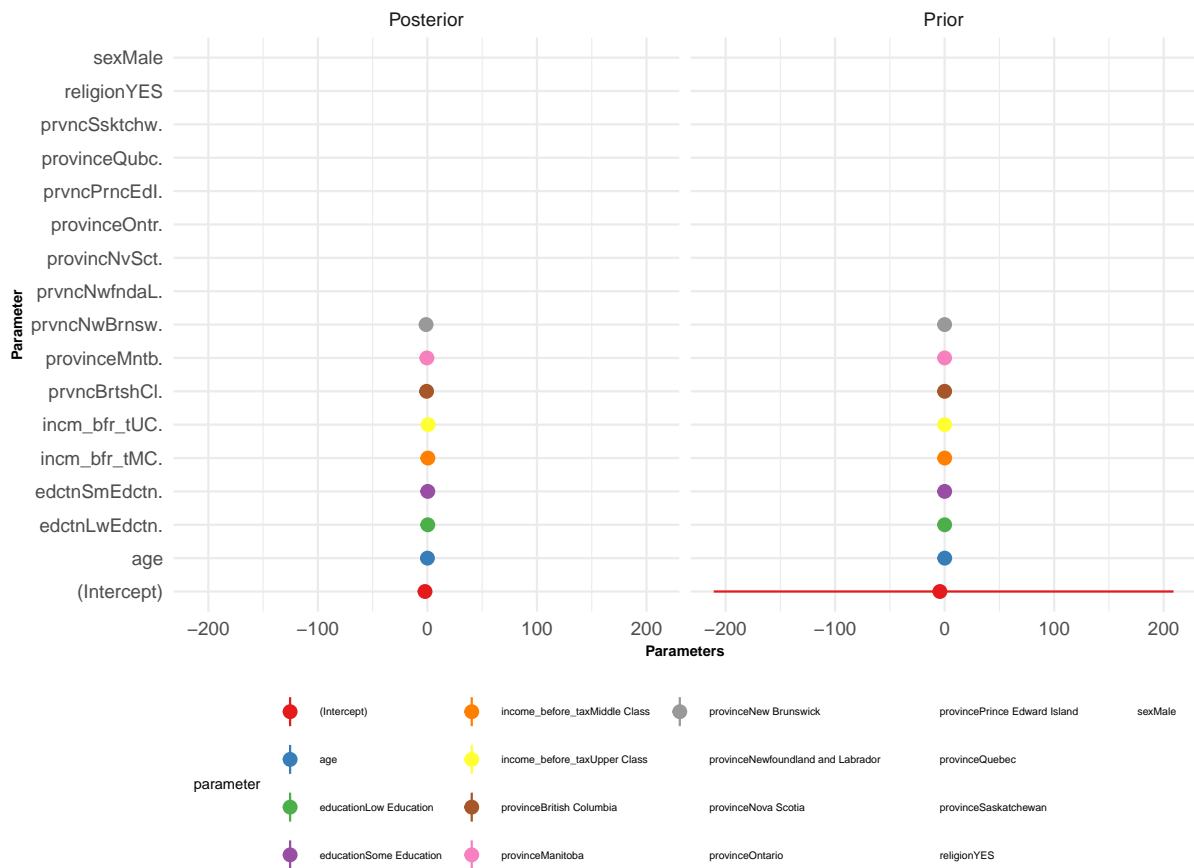 Posterior Prior
sexMale
religionYES
prvncSsktchw.
provinceQubc.
prvncPrncEdI.
provinceOntr.
provincNvSct.
prvncNwfndaL.
prvncNwBrnsw.
provinceMntb.
prvncBrtshCl.
incm_bfr_tUC.
incm_bfr_tMC.
edctnSmEdctn.
edctnLwEdctn.
age
(Intercept)
Parameter
−200 −100 0 100 200 −200 −100 0 100 200
Parameters
parameter
(Intercept) income_before_taxMiddle Class provinceNew Brunswick provincePrince Edward Island sexMale
age income_before_taxUpper Class provinceNewfoundland and Labrador provinceQuebec
educationLow Education provinceBritish Columbia provinceNova Scotia provinceSaskatchewan
educationSome Education provinceManitoba provinceOntario religionYES